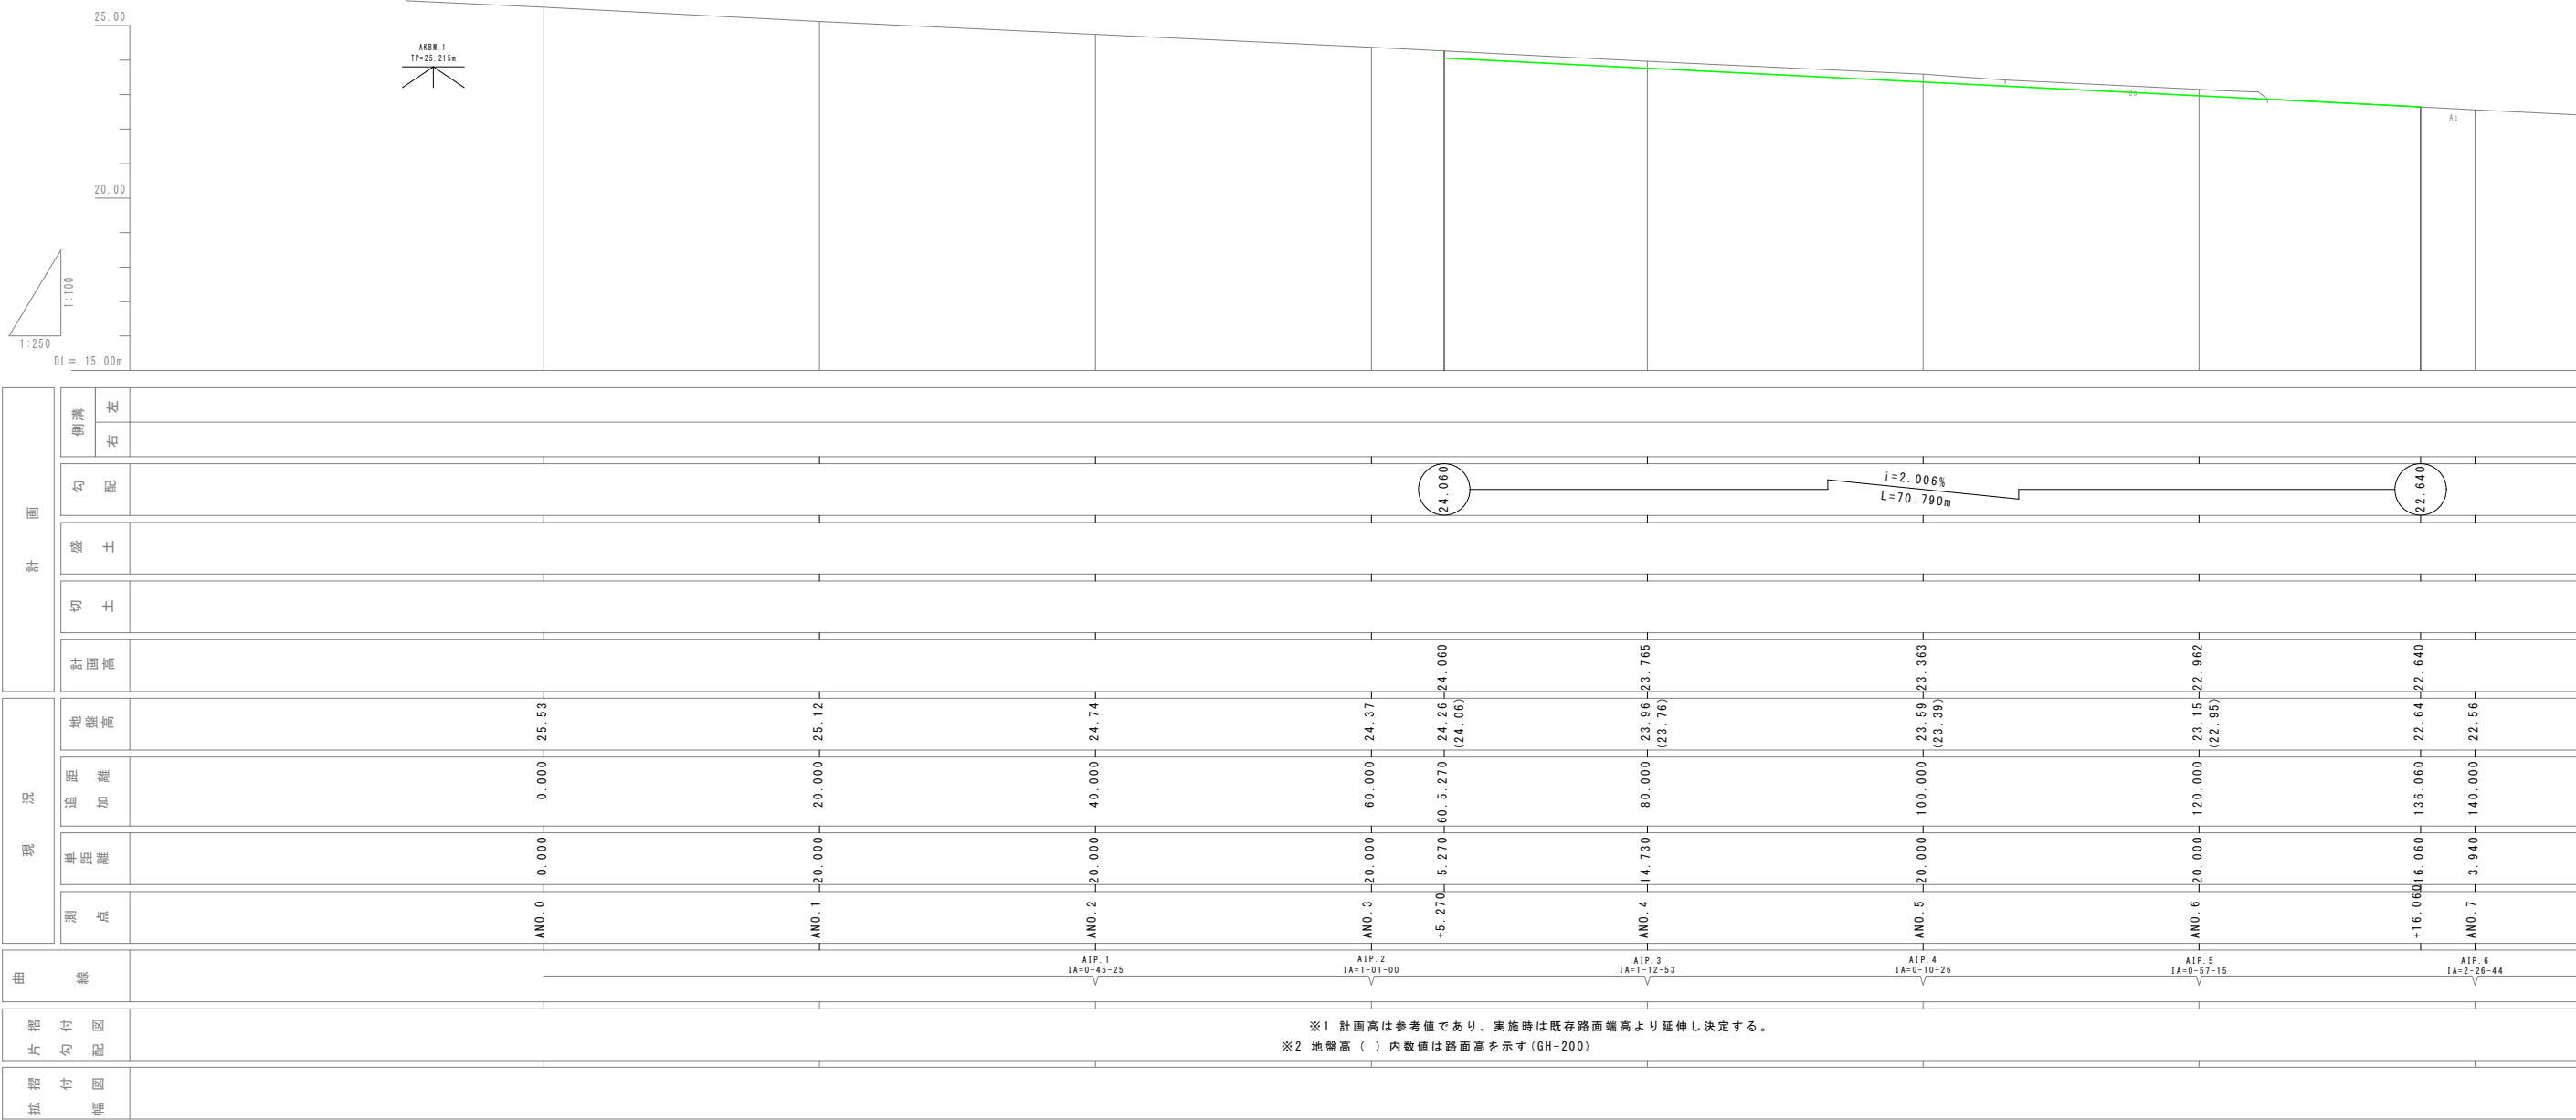 25.00
AKBM.1
TP=25.215m
Co
As
20.00
1:100
1:250
DL= 15.00m
計画
側溝 左
右
勾配
24.060
i=2.006%
L=70.790m
22.640
盛土
切土
計画高
24.060 23.765 23.363 22.962 22.640
現況
地盤高
25.53 25.12 24.74 24.37 24.26 23.96 23.59 23.15 22.64 22.56
(24.06) (23.76) (23.39) (22.95)
追加距離
0.000 20.000 40.000 60.000 60.5.270 80.000 100.000 120.000 136.060 140.000
単距離
0.000 20.000 20.000 20.000 5.270 14.730 20.000 20.000 16.060 3.940
測点
ANO.0 ANO.1 ANO.2 ANO.3 +5.270 ANO.4 ANO.5 ANO.6 +16.060 ANO.7
曲線
AIP.1 AIP.2 AIP.3 AIP.4 AIP.5 AIP.6
IA=0-45-25 IA=1-01-00 IA=1-12-53 IA=0-10-26 IA=0-57-15 IA=2-26-44
片勾配
摺付図
※1 計画高は参考値であり、実施時は既存路面端高より延伸し決定する。
※2 地盤高（ ）内数値は路面高を示す(GH-200)
拡幅
摺付図